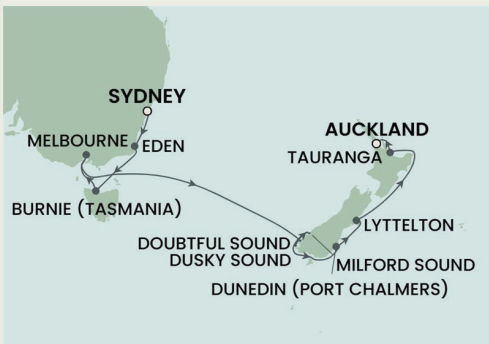 SYDNEY
MELBOURNE
EDEN
BURNIE (TASMANIA)
AUCKLAND
TAURANGA
LYTTELTON
DOUBTFUL SOUND
DUSKY SOUND
MILFORD SOUND
DUNEDIN (PORT CHALMERS)